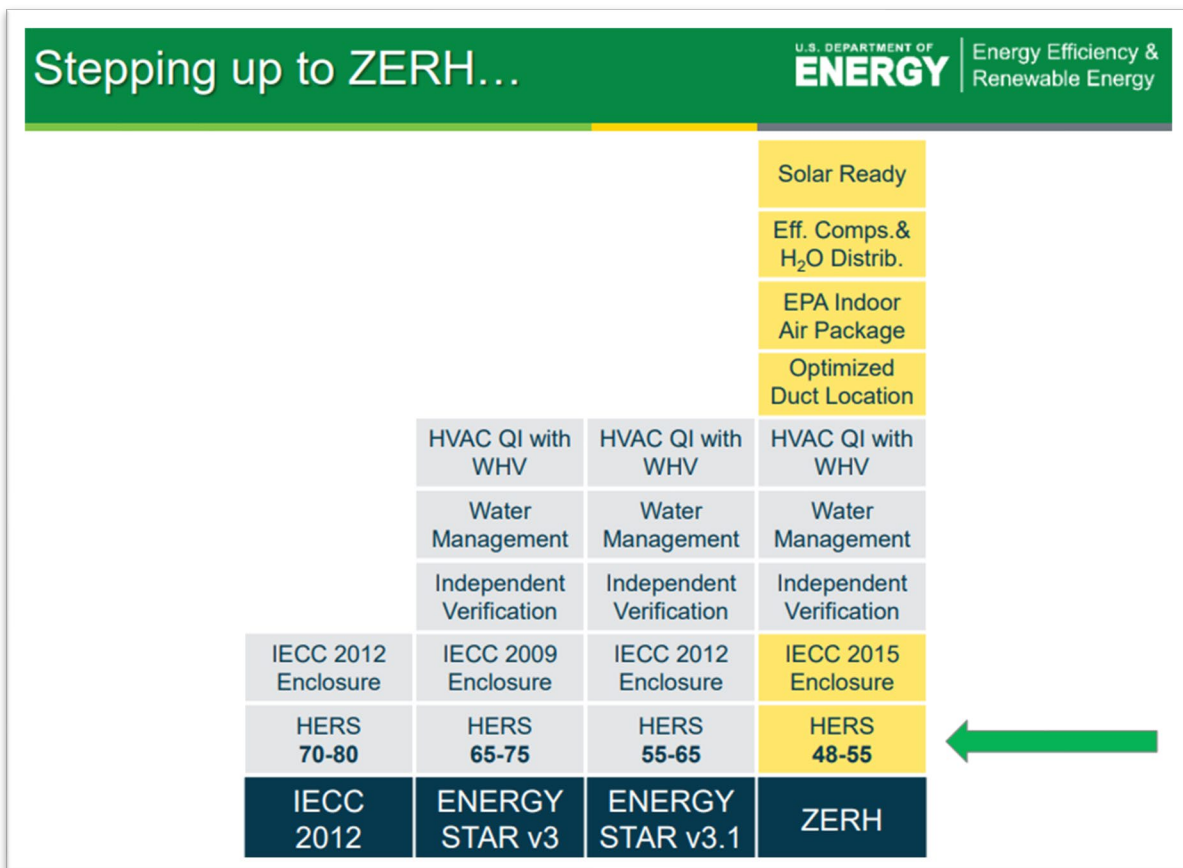 Stepping up to ZERH...
U.S. DEPARTMENT OF
ENERGY
Energy Efficiency &
Renewable Energy
Solar Ready
Eff. Comps.&
H₂O Distrib.
EPA Indoor
Air Package
Optimized
Duct Location
HVAC QI with
WHV
HVAC QI with
WHV
HVAC QI with
WHV
Water
Management
Water
Management
Water
Management
Independent
Verification
Independent
Verification
Independent
Verification
IECC 2012
Enclosure
IECC 2009
Enclosure
IECC 2012
Enclosure
IECC 2015
Enclosure
HERS
70-80
HERS
65-75
HERS
55-65
HERS
48-55
IECC
2012
ENERGY
STAR v3
ENERGY
STAR v3.1
ZERH